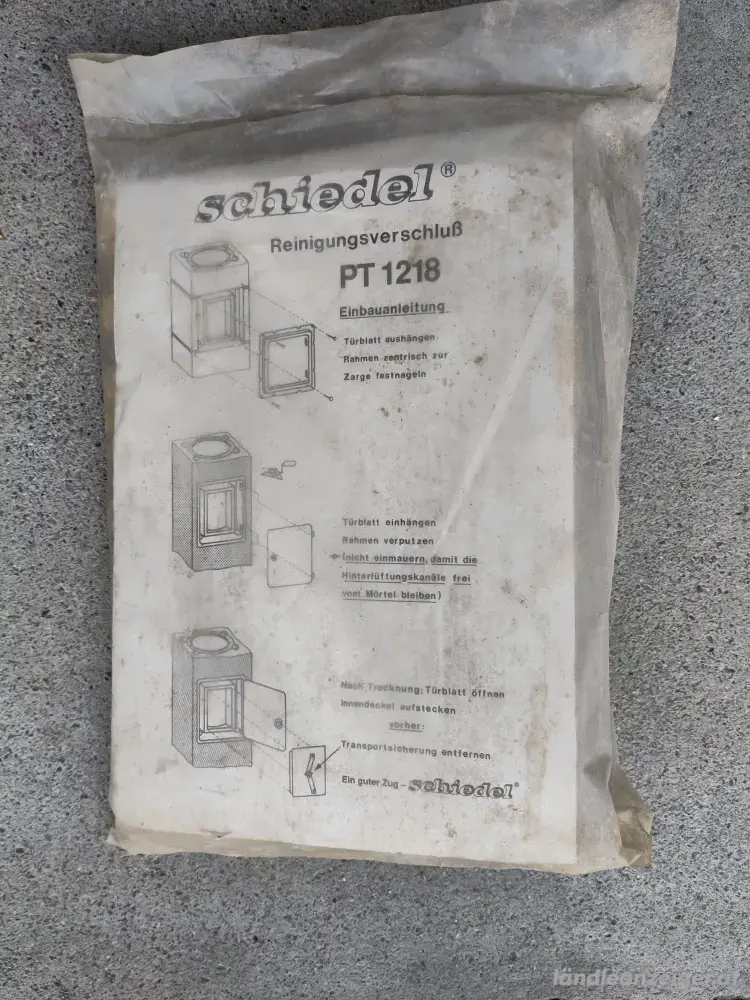 schiedel®
Reinigungsverschluß
PT 1218
Einbauanleitung
Türblatt aushängen
Rahmen zentrisch zur
Zarge festnageln
Türblatt einhängen
Rahmen verputzen
(nicht einmauern, damit die
Hinterlüftungskanäle frei
vom Mörtel bleiben)
Nach Trocknung: Türblatt öffnen
Innendeckel aufstecken
vorher:
Transportsicherung entfernen
Ein guter Zug – schiedel®
ländleanzeiger.at